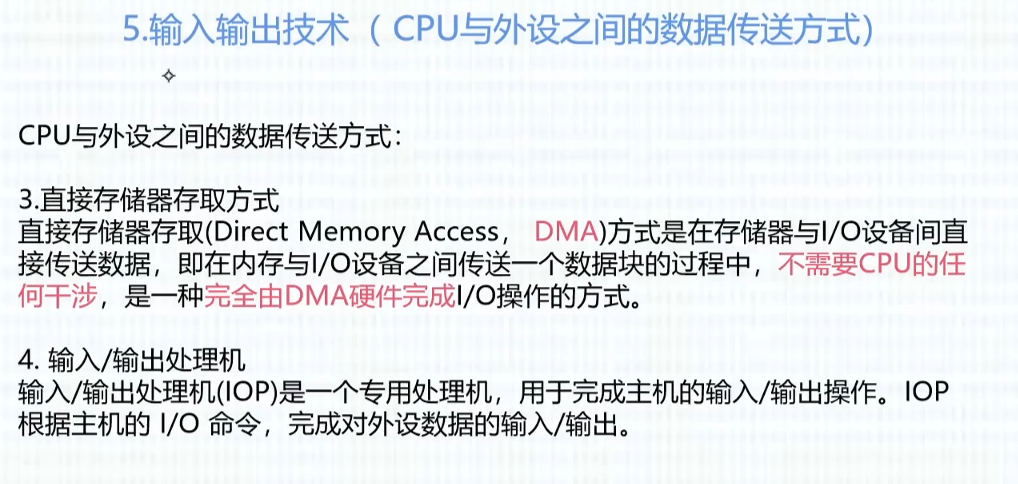 5.输入输出技术（ CPU与外设之间的数据传送方式）
CPU与外设之间的数据传送方式：
3.直接存储器存取方式
直接存储器存取(Direct Memory Access， DMA)方式是在存储器与I/O设备间直
接传送数据，即在内存与I/O设备之间传送一个数据块的过程中，不需要CPU的任
何干涉，是一种完全由DMA硬件完成I/O操作的方式。
4. 输入/输出处理机
输入/输出处理机(IOP)是一个专用处理机，用于完成主机的输入/输出操作。IOP
根据主机的 I/O 命令，完成对外设数据的输入/输出。